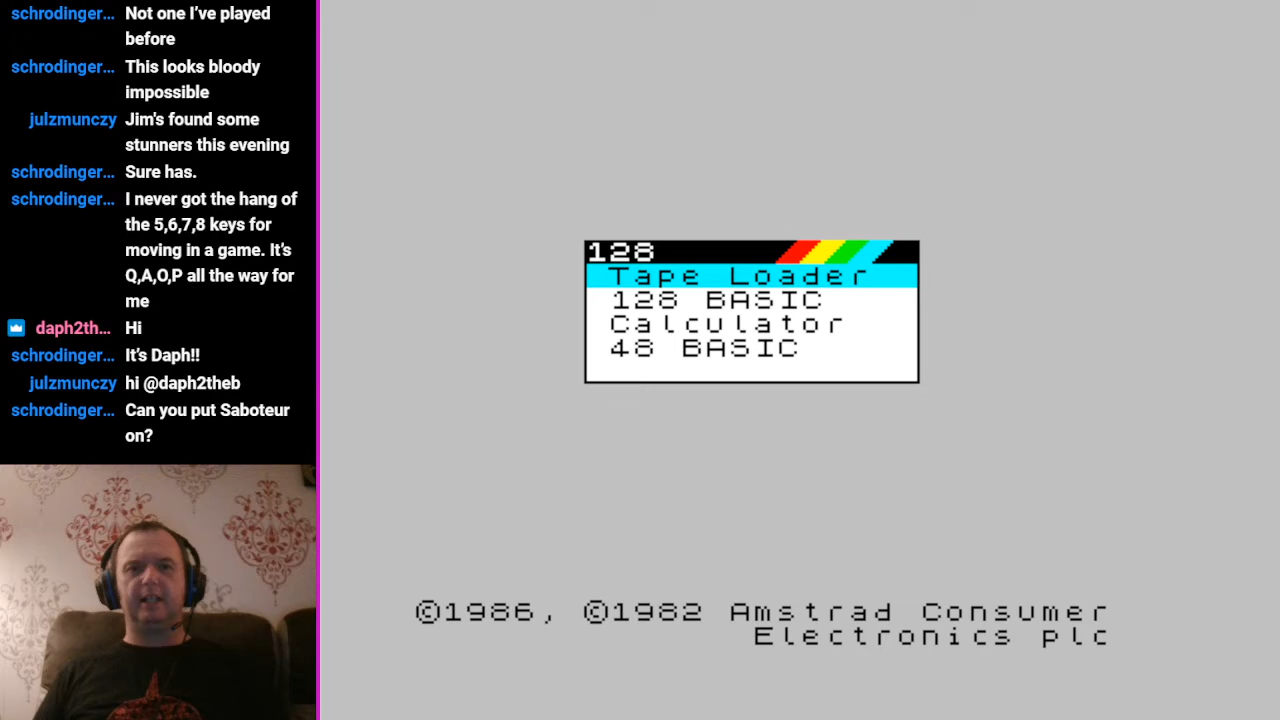 schrodinger... Not one I've played
before
schrodinger... This looks bloody
impossible
julzmunczy Jim's found some
stunners this evening
schrodinger... Sure has.
schrodinger... I never got the hang of
the 5,6,7,8 keys for
moving in a game. It's
Q,A,O,P all the way for
me
daph2th... Hi
schrodinger... It's Daph!!
julzmunczy hi @daph2theb
schrodinger... Can you put Saboteur
on?
128
Tape Loader
128 BASIC
Calculator
48 BASIC
©1986, ©1982 Amstrad Consumer
Electronics plc